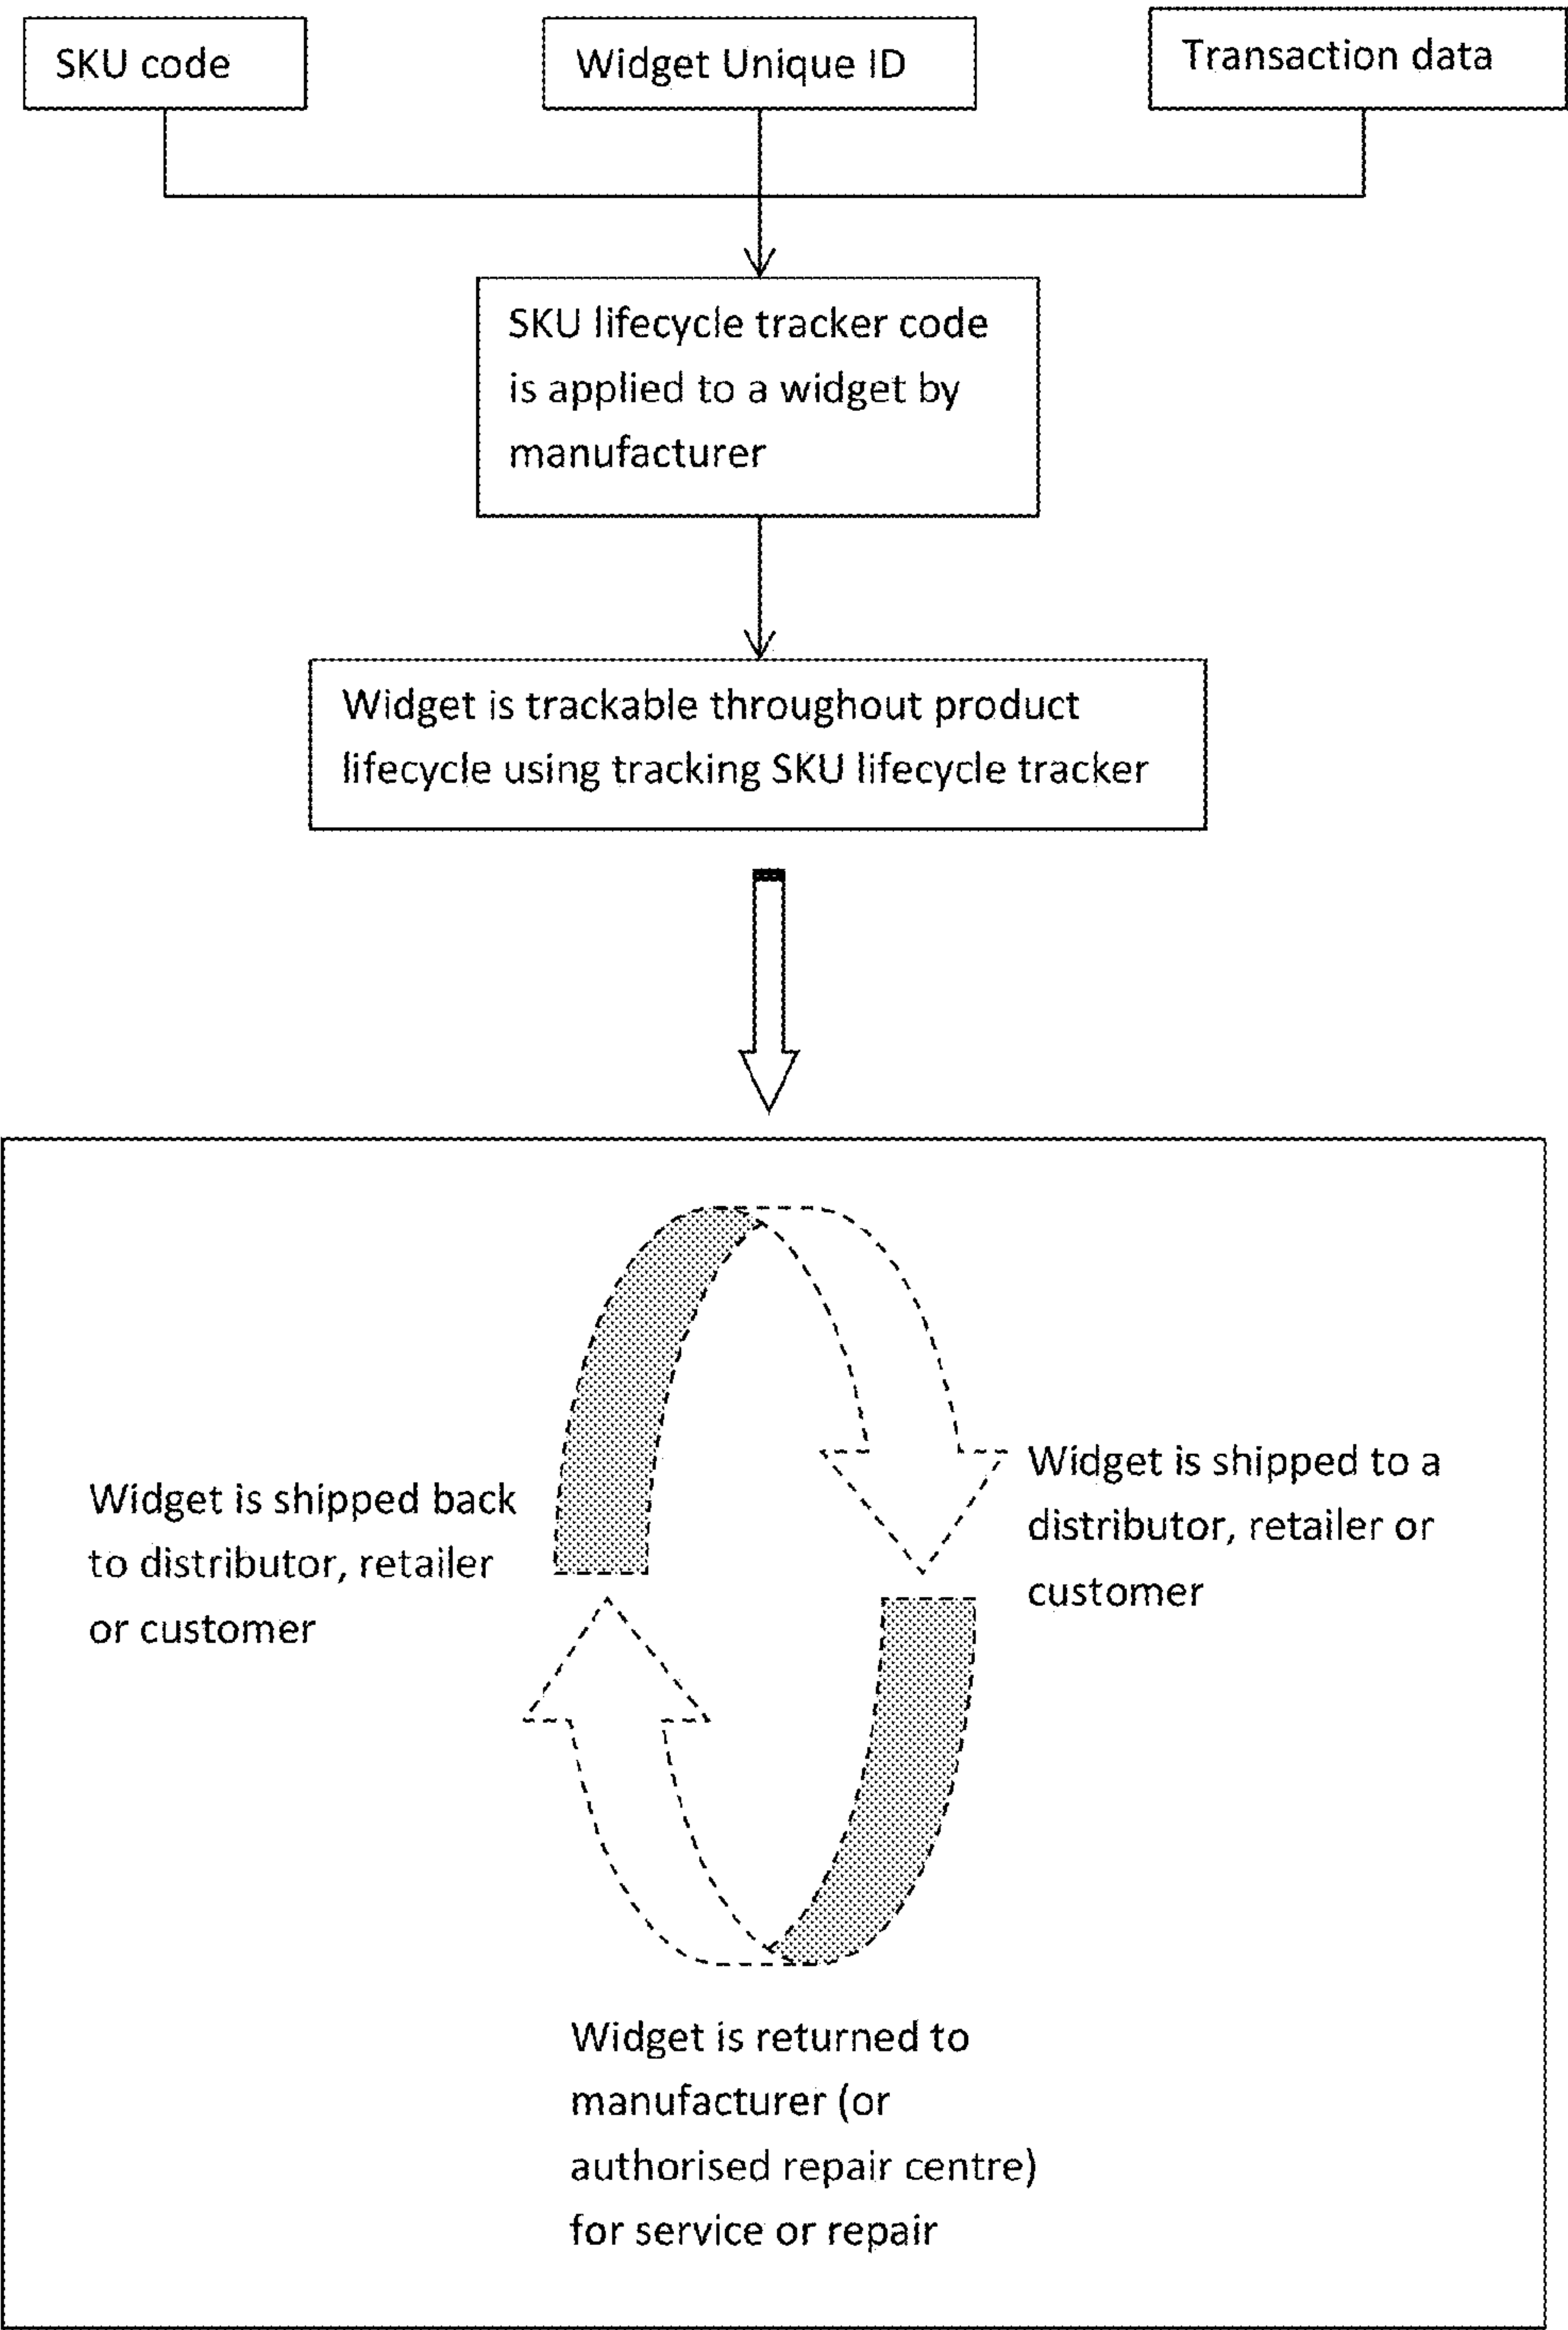 SKU code
Widget Unique ID
Transaction data
SKU lifecycle tracker code
is applied to a widget by
manufacturer
Widget is trackable throughout product
lifecycle using tracking SKU lifecycle tracker
Widget is shipped to a
distributor, retailer or
customer
Widget is shipped back
to distributor, retailer
or customer
Widget is returned to
manufacturer (or
authorised repair centre)
for service or repair